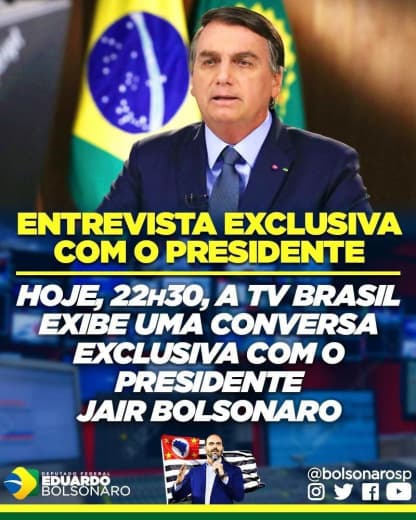 ENTREVISTA EXCLUSIVA
COM O PRESIDENTE
HOJE, 22H30, A TV BRASIL
EXIBE UMA CONVERSA
EXCLUSIVA COM O
PRESIDENTE
JAIR BOLSONARO
DEPUTADO FEDERAL
EDUARDO
BOLSONARO
@bolsonarosp